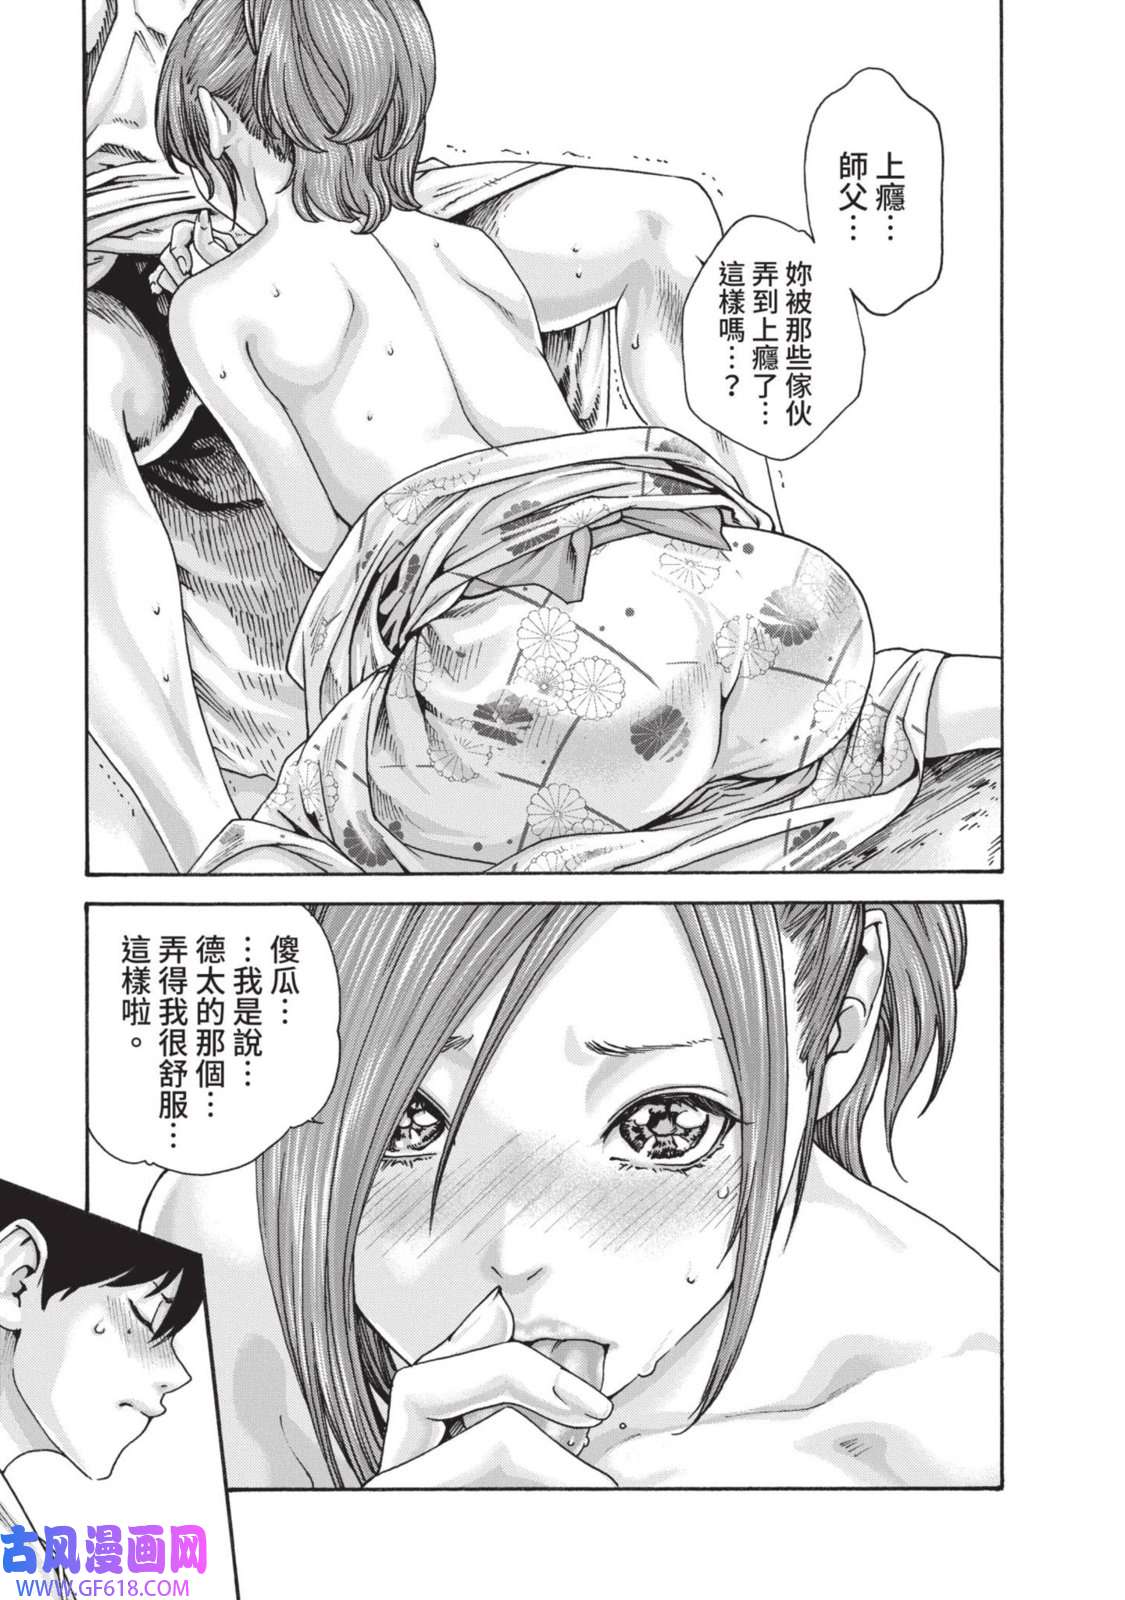 上癮…
師父…
妳被那些傢伙
弄到上癮了…
這樣嗎…？
傻瓜…
…我是說…
德太的那個…
弄得我很舒服…
這樣啦。
古风漫画网
www.GF618.com